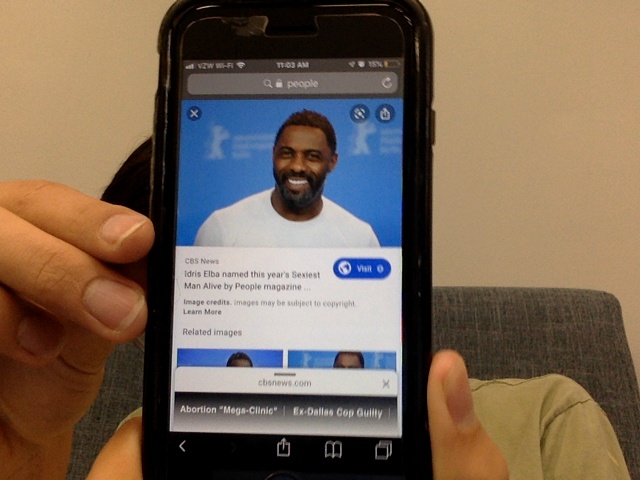 VZW Wi-Fi 11:03 AM 15%
people
CBS News
Visit
Idris Elba named this year's Sexiest
Man Alive by People magazine ...
Image credits. Images may be subject to copyright.
Learn More
Related images
cbsnews.com
Abortion "Mega-Clinic" | Ex-Dallas Cop Guilty |